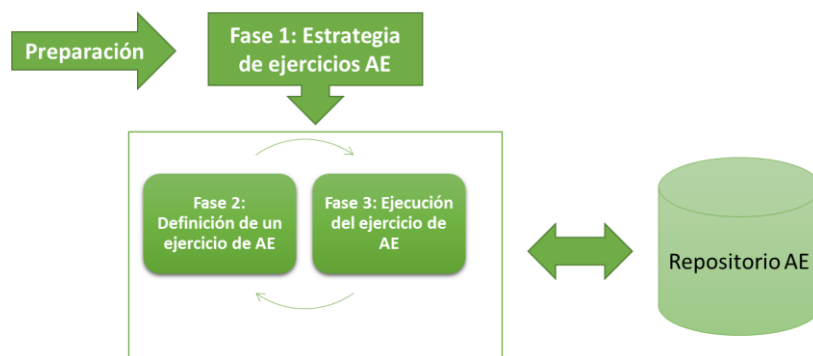 Preparación
Fase 1: Estrategia
de ejercicios AE
Fase 2:
Definición de un
ejercicio de AE
Fase 3: Ejecución
del ejercicio de
AE
Repositorio AE